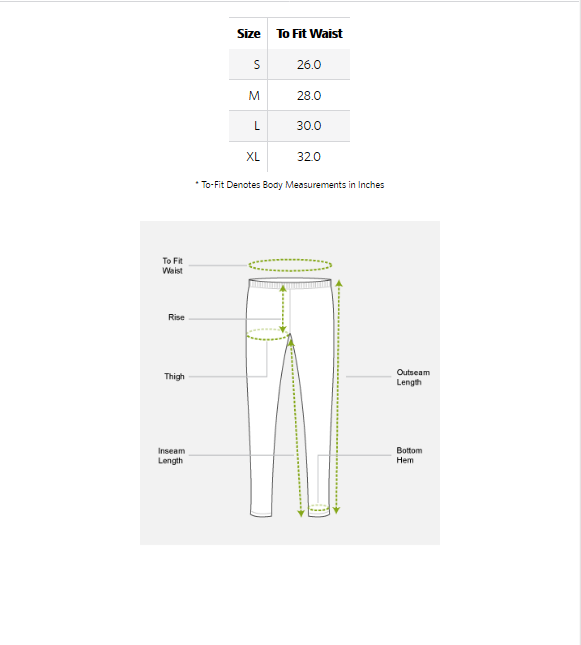 Size To Fit Waist
S 26.0
M 28.0
L 30.0
XL 32.0
* To-Fit Denotes Body Measurements in Inches
To Fit
Waist
Rise
Thigh
Outseam
Length
Inseam
Length
Bottom
Hem